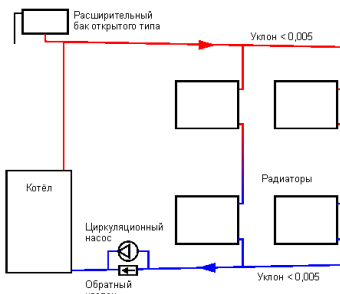 Расширительный
бак открытого типа
Уклон < 0,005
Котёл
Радиаторы
Циркуляционный
насос
Обратный
Уклон < 0,005